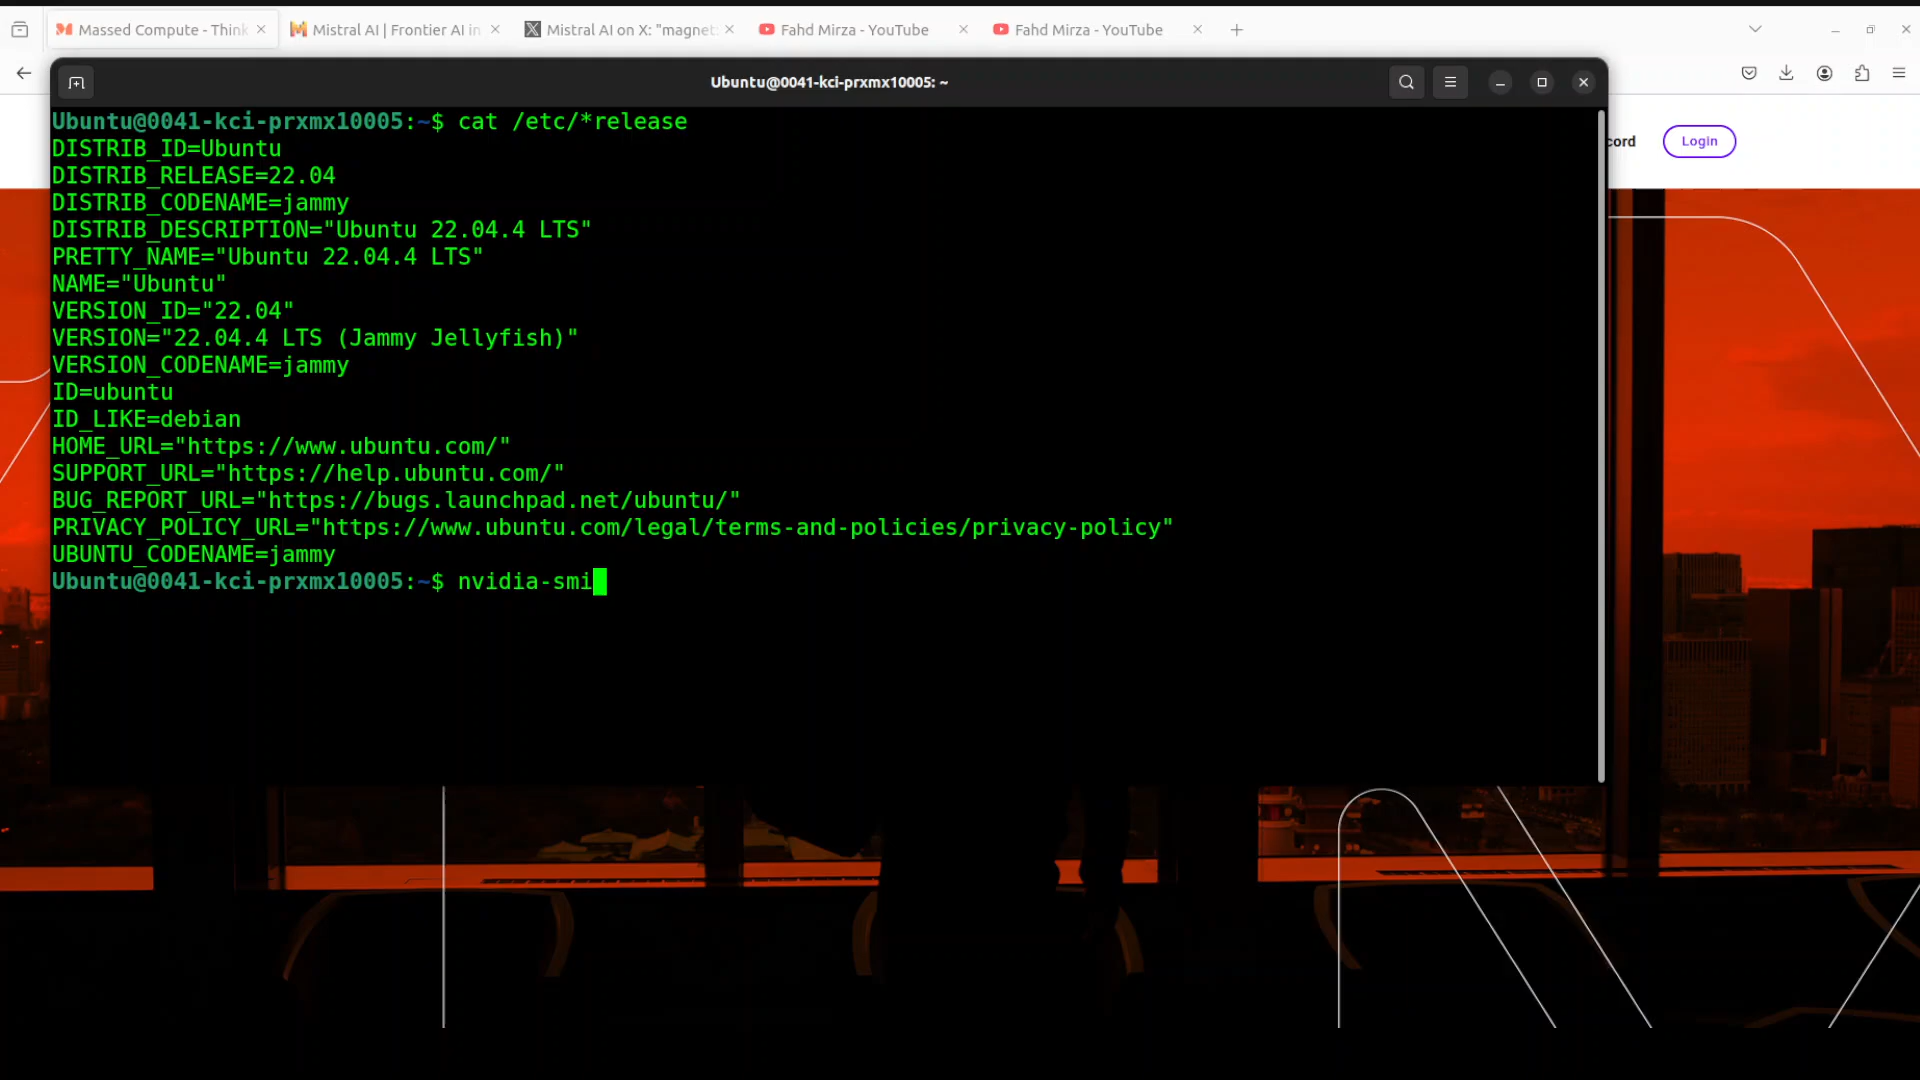 Massed Compute - Think
Mistral AI | Frontier AI in
Mistral AI on X: "magnet:
Fahd Mirza - YouTube
Fahd Mirza - YouTube
Ubuntu@0041-kci-prxmx10005: ~
cord
Login
Ubuntu@0041-kci-prxmx10005:~$ cat /etc/*release
DISTRIB_ID=Ubuntu
DISTRIB_RELEASE=22.04
DISTRIB_CODENAME=jammy
DISTRIB_DESCRIPTION="Ubuntu 22.04.4 LTS"
PRETTY_NAME="Ubuntu 22.04.4 LTS"
NAME="Ubuntu"
VERSION_ID="22.04"
VERSION="22.04.4 LTS (Jammy Jellyfish)"
VERSION_CODENAME=jammy
ID=ubuntu
ID_LIKE=debian
HOME_URL="https://www.ubuntu.com/"
SUPPORT_URL="https://help.ubuntu.com/"
BUG_REPORT_URL="https://bugs.launchpad.net/ubuntu/"
PRIVACY_POLICY_URL="https://www.ubuntu.com/legal/terms-and-policies/privacy-policy"
UBUNTU_CODENAME=jammy
Ubuntu@0041-kci-prxmx10005:~$ nvidia-smi